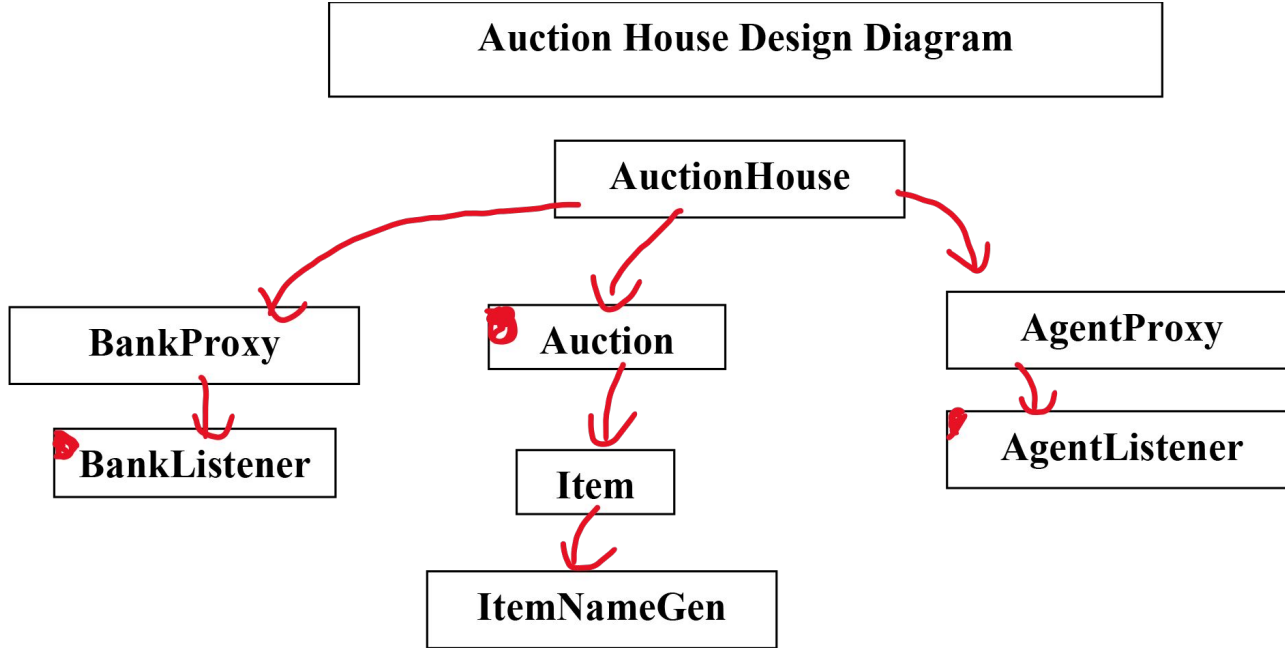 Auction House Design Diagram
AuctionHouse
BankProxy
Auction
AgentProxy
BankListener
Item
AgentListener
ItemNameGen